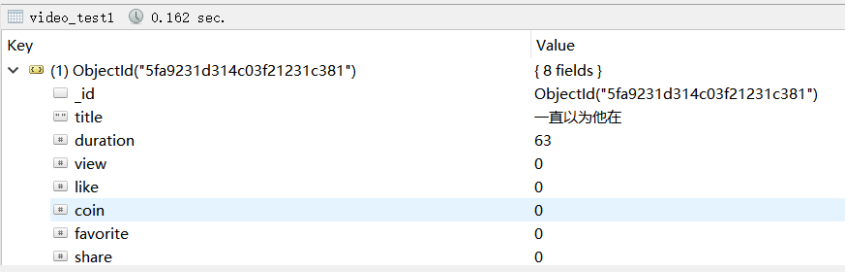 video_test1 0.162 sec.
Key Value
(1) ObjectId("5fa9231d314c03f21231c381") { 8 fields }
_id ObjectId("5fa9231d314c03f21231c381")
"" title 一直以为他在
# duration 63
# view 0
# like 0
# coin 0
# favorite 0
# share 0